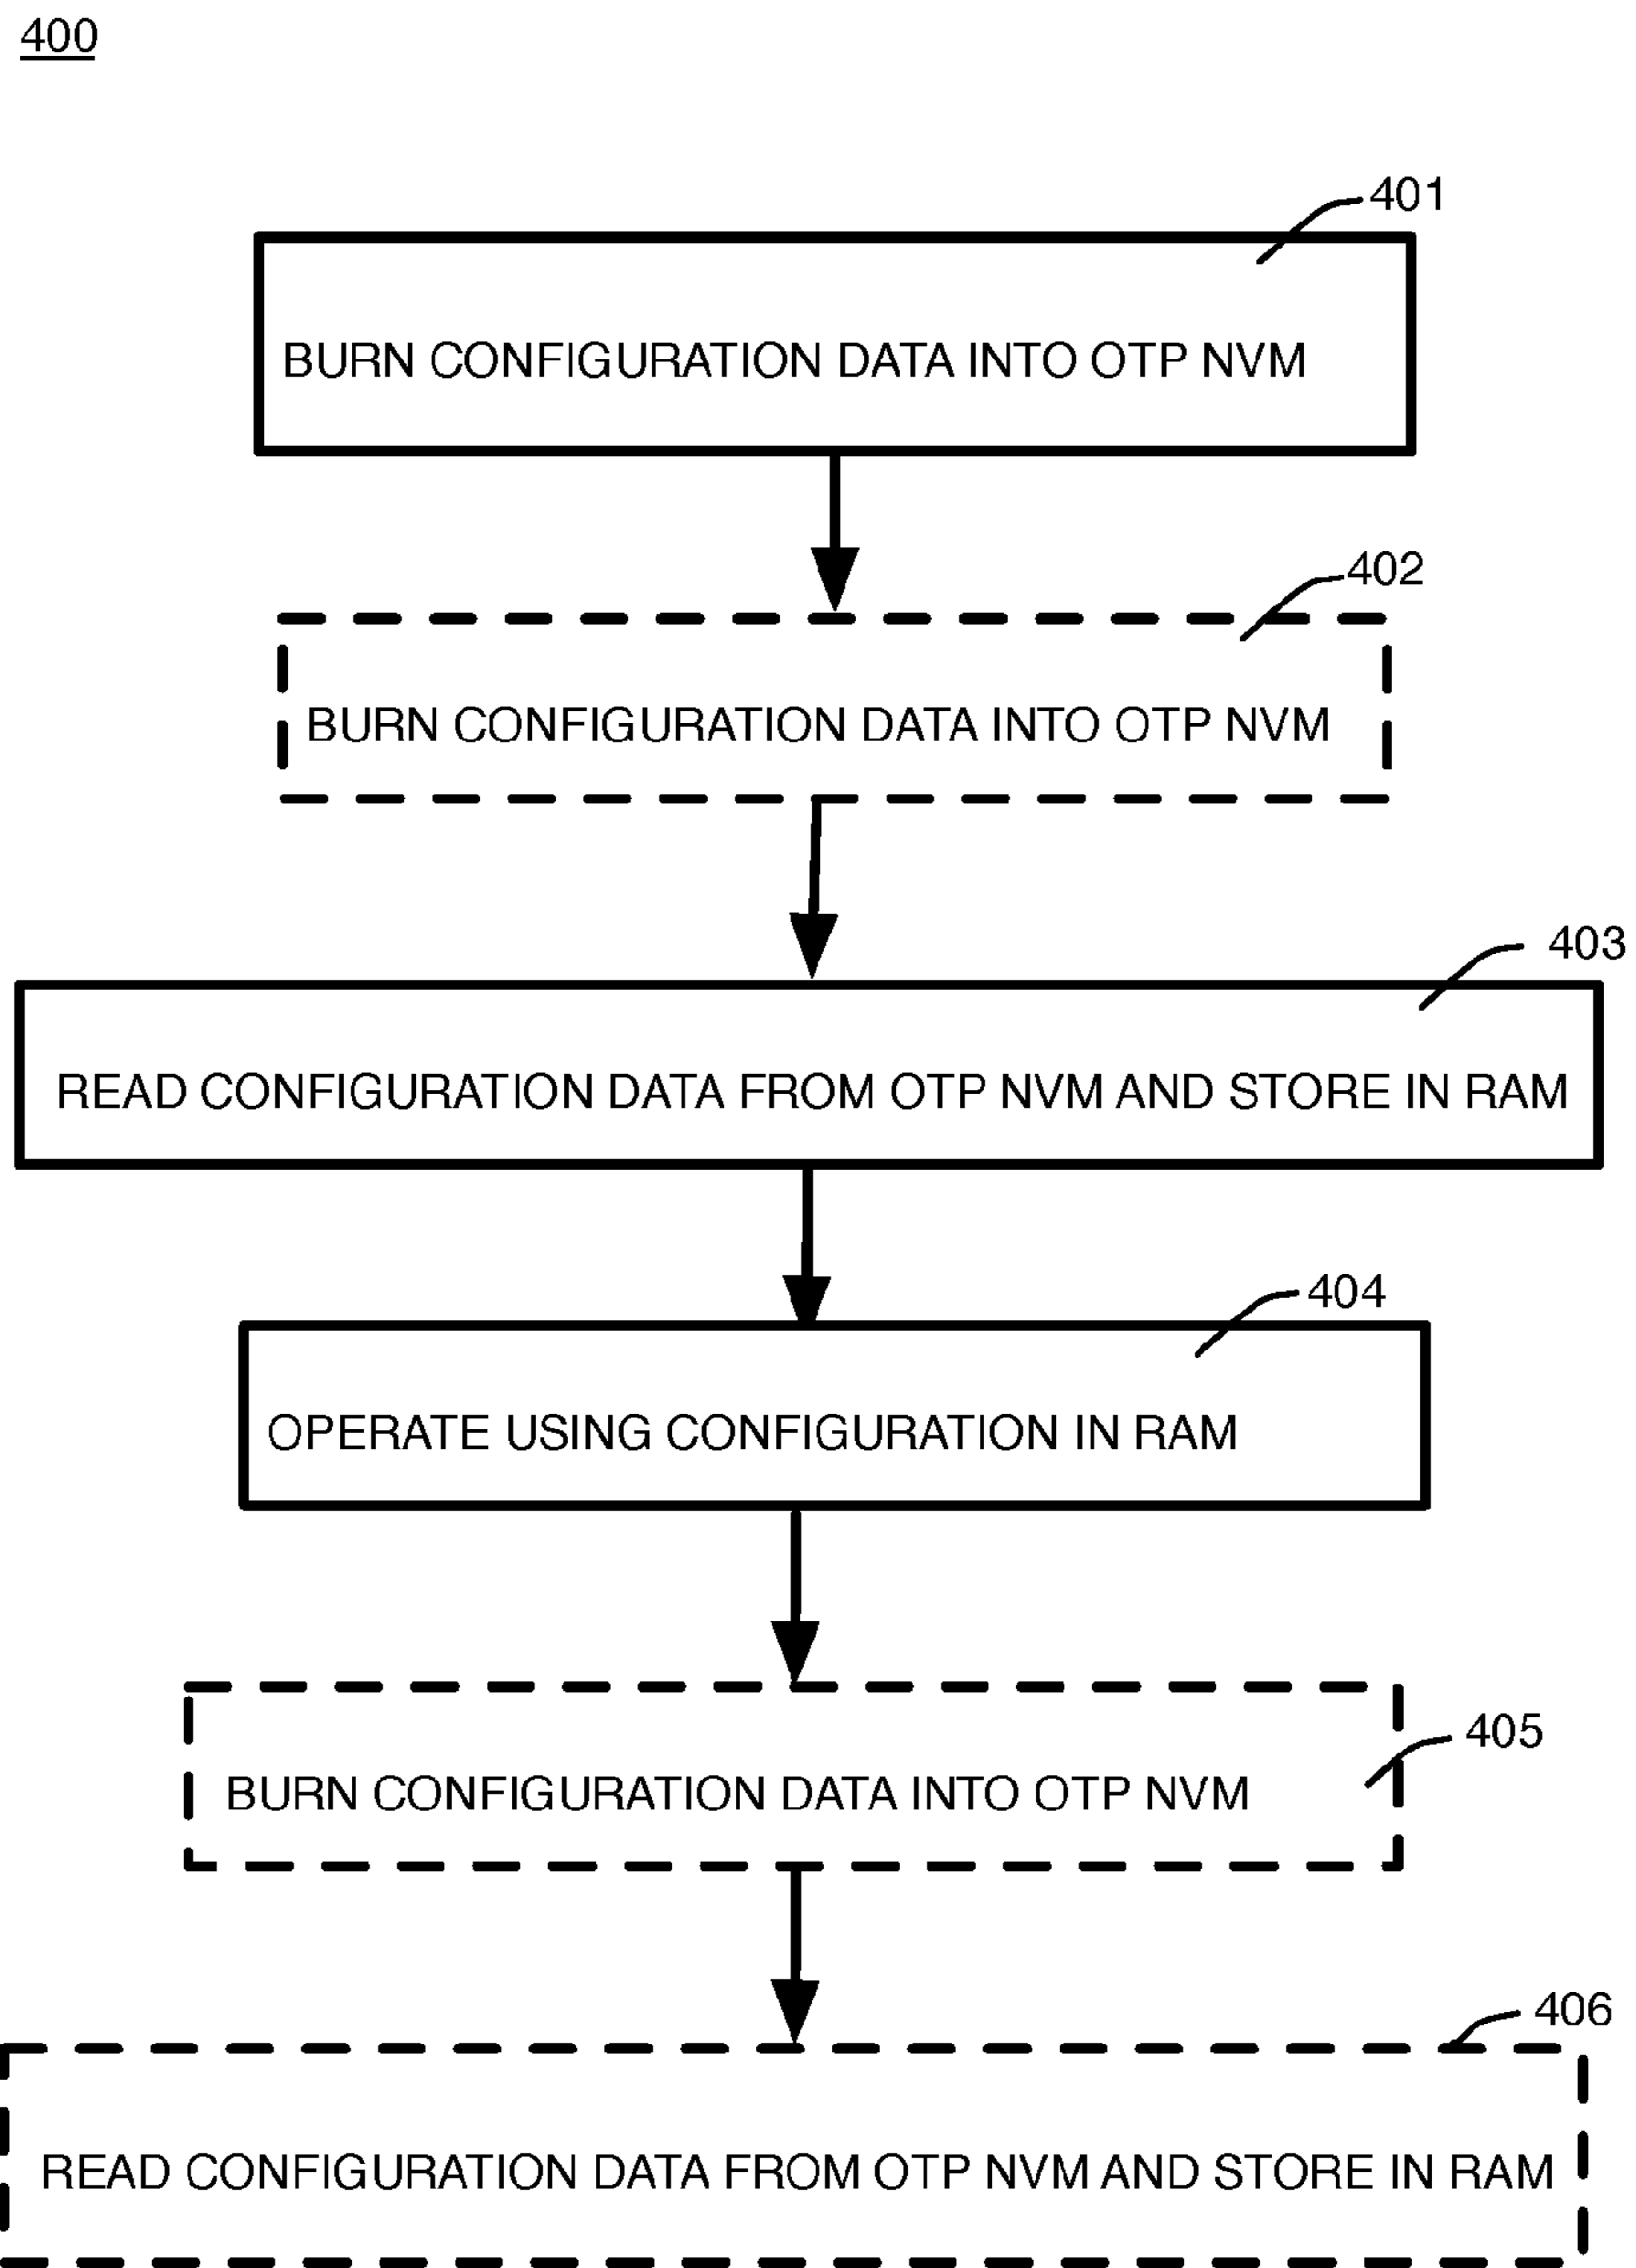 400
401
BURN CONFIGURATION DATA INTO OTP NVM
402
BURN CONFIGURATION DATA INTO OTP NVM
403
READ CONFIGURATION DATA FROM OTP NVM AND STORE IN RAM
404
OPERATE USING CONFIGURATION IN RAM
405
BURN CONFIGURATION DATA INTO OTP NVM
406
READ CONFIGURATION DATA FROM OTP NVM AND STORE IN RAM